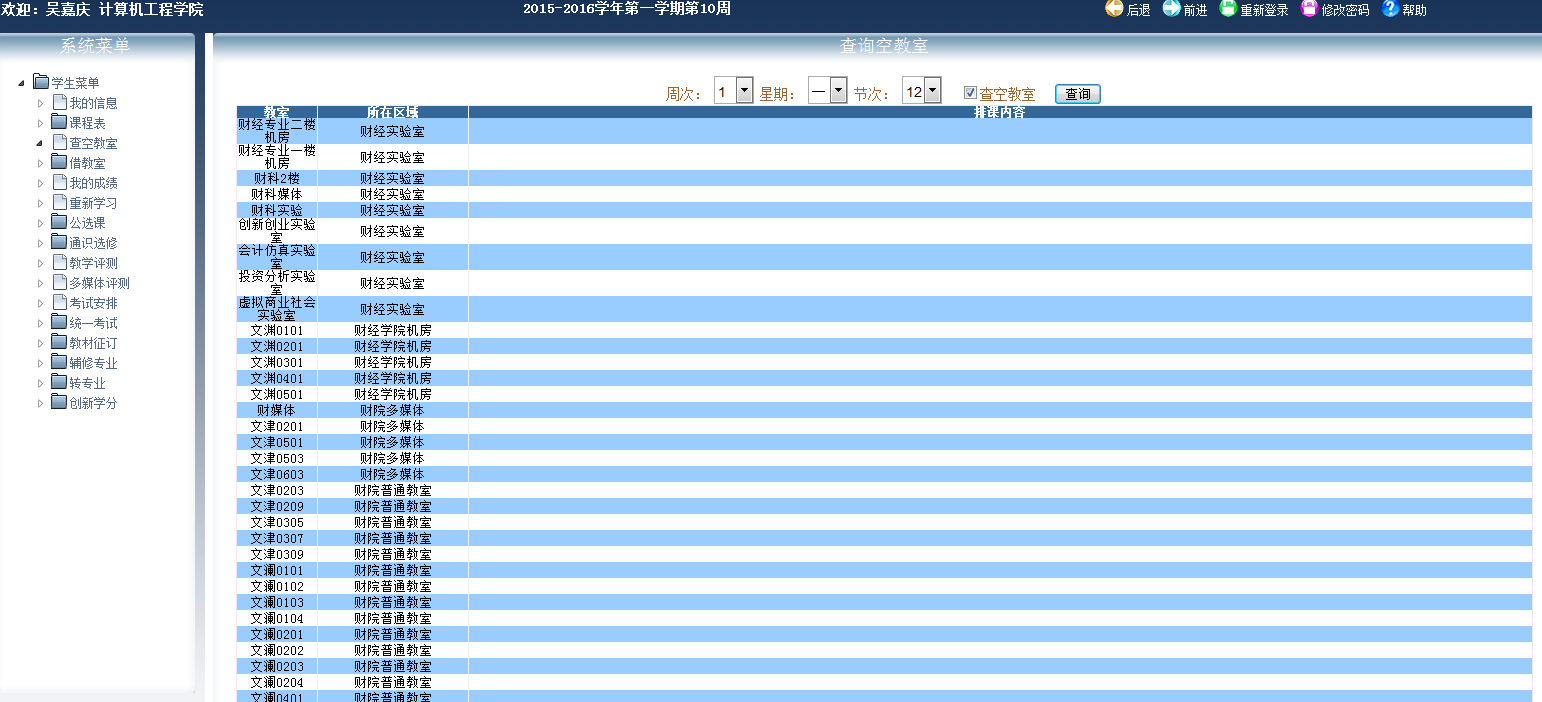 欢迎：吴嘉庆 计算机工程学院
2015-2016学年第一学期第10周
后退 前进 重新登录 修改密码 帮助
系统菜单
学生菜单
我的信息
课程表
查空教室
借教室
我的成绩
重新学习
公选课
通识选修
教学评测
多媒体评测
考试安排
统一考试
教材征订
辅修专业
转专业
创新学分
查询空教室
周次： 1 星期： 一 节次： 12 查空教室 查询
教室 所在区域 排课内容
财经专业二楼
机房 财经实验室
财经专业一楼
机房 财经实验室
财科2楼 财经实验室
财科媒体 财经实验室
财科实验 财经实验室
创新创业实验
室 财经实验室
会计仿真实验
室 财经实验室
投资分析实验
室 财经实验室
虚拟商业社会
实验室 财经实验室
文渊0101 财经学院机房
文渊0201 财经学院机房
文渊0301 财经学院机房
文渊0401 财经学院机房
文渊0501 财经学院机房
财媒体 财院多媒体
文津0201 财院多媒体
文津0501 财院多媒体
文津0503 财院多媒体
文津0603 财院多媒体
文津0203 财院普通教室
文津0209 财院普通教室
文津0305 财院普通教室
文津0307 财院普通教室
文津0309 财院普通教室
文澜0101 财院普通教室
文澜0102 财院普通教室
文澜0103 财院普通教室
文澜0104 财院普通教室
文澜0201 财院普通教室
文澜0202 财院普通教室
文澜0203 财院普通教室
文澜0204 财院普通教室
文澜0401 财院普通教室